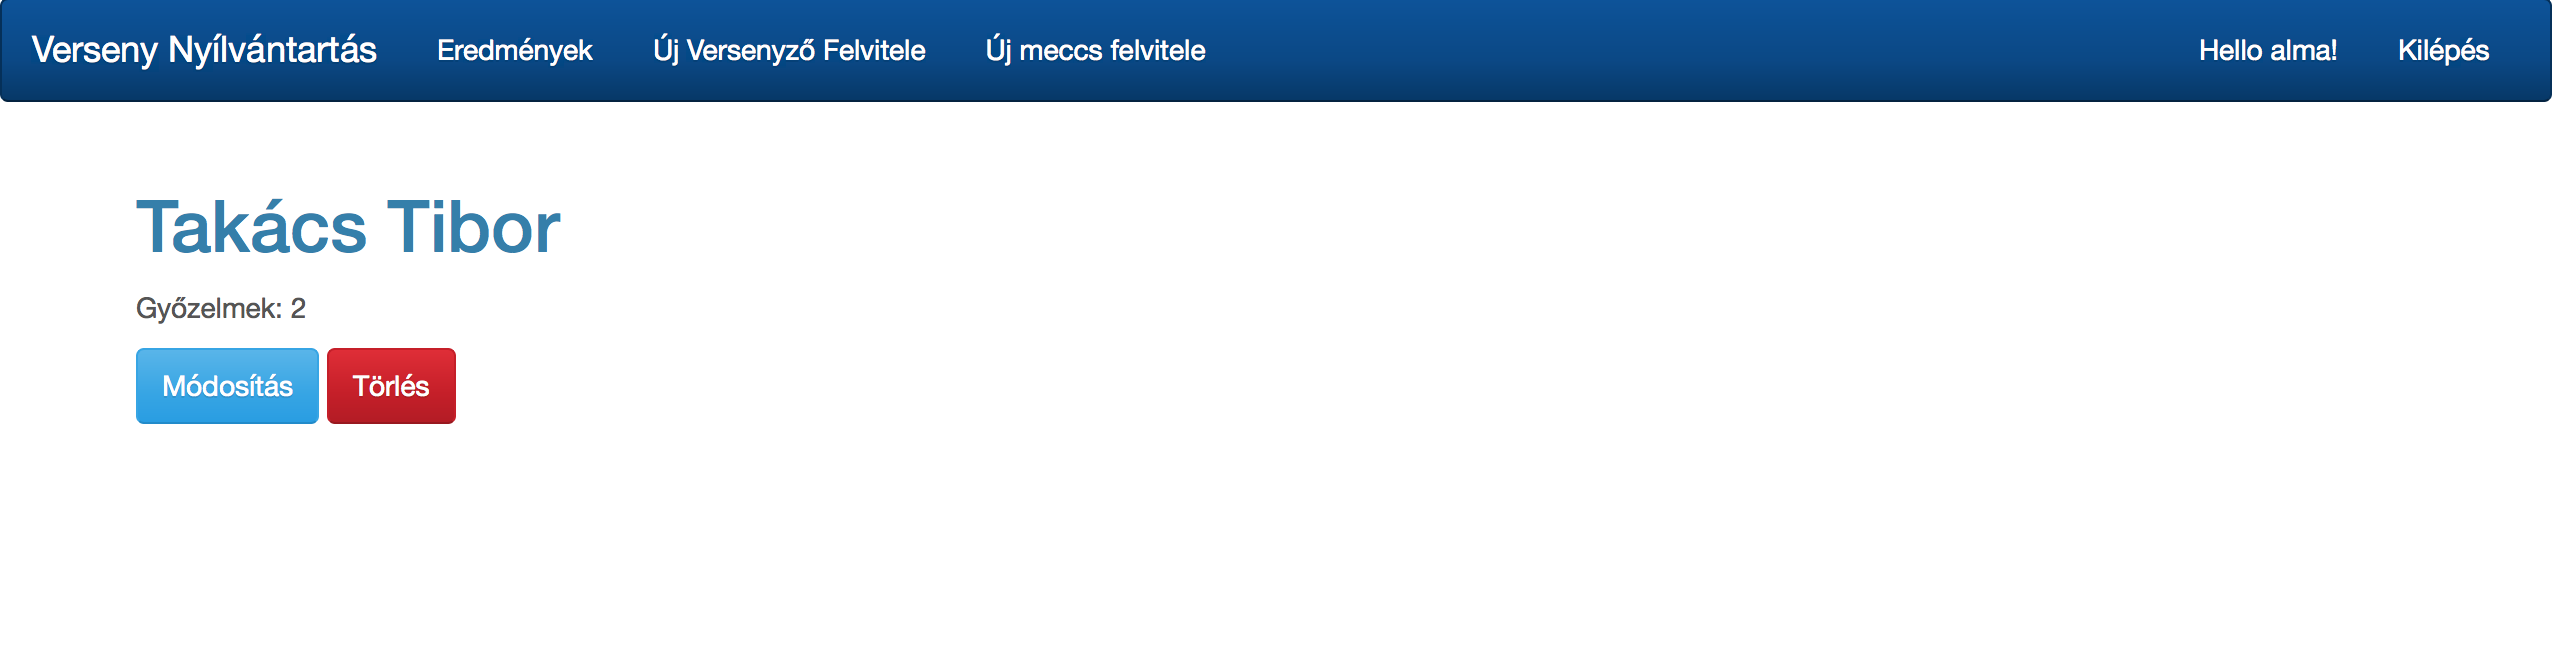 Verseny Nyílvántartás Eredmények Új Versenyző Felvitele Új meccs felvitele Hello alma! Kilépés
Takács Tibor
Győzelmek: 2
Módosítás Törlés